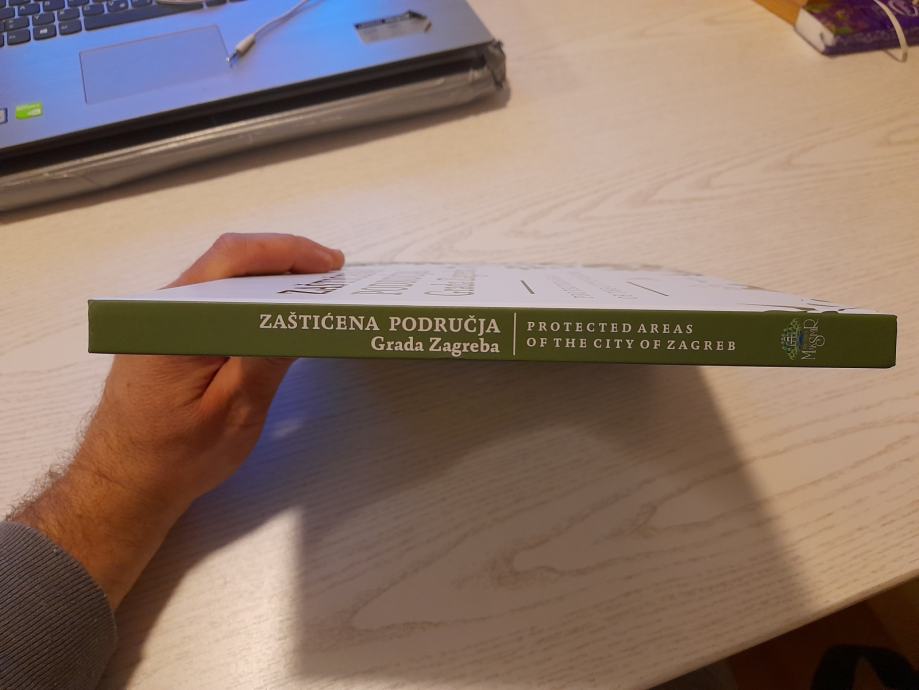 ZAŠTIĆENA PODRUČJA
Grada Zagreba
PROTECTED AREAS
OF THE CITY OF ZAGREB